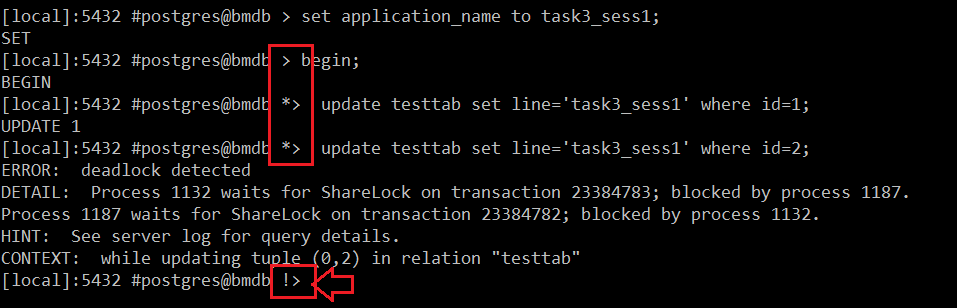 [local]:5432 #postgres@bmdb > set application_name to task3_sess1;
SET
[local]:5432 #postgres@bmdb > begin;
BEGIN
[local]:5432 #postgres@bmdb *>  update testtab set line='task3_sess1' where id=1;
UPDATE 1
[local]:5432 #postgres@bmdb *>  update testtab set line='task3_sess1' where id=2;
ERROR:  deadlock detected
DETAIL:  Process 1132 waits for ShareLock on transaction 23384783; blocked by process 1187.
Process 1187 waits for ShareLock on transaction 23384782; blocked by process 1132.
HINT:  See server log for query details.
CONTEXT:  while updating tuple (0,2) in relation "testtab"
[local]:5432 #postgres@bmdb !>